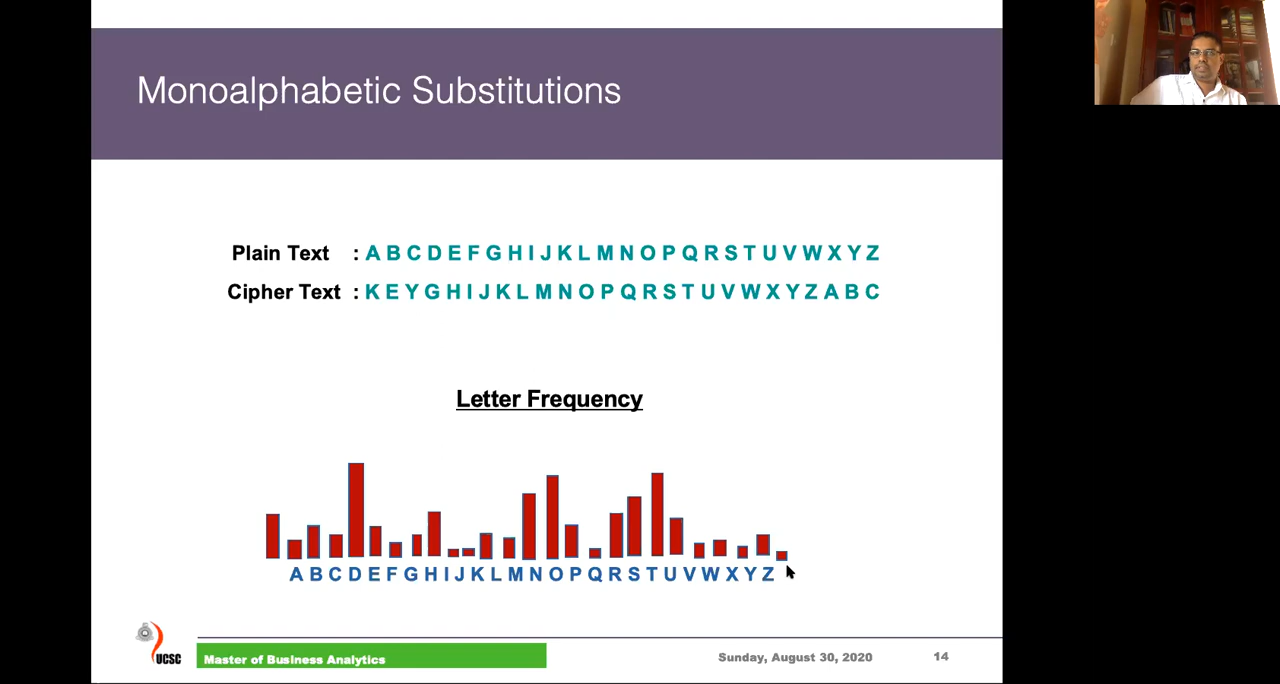 Monoalphabetic Substitutions
Plain Text : A B C D E F G H I J K L M N O P Q R S T U V W X Y Z
Cipher Text : K E Y G H I J K L M N O P Q R S T U V W X Y Z A B C
Letter Frequency
A B C D E F G H I J K L M N O P Q R S T U V W X Y Z
UCSC
Master of Business Analytics
Sunday, August 30, 2020
14